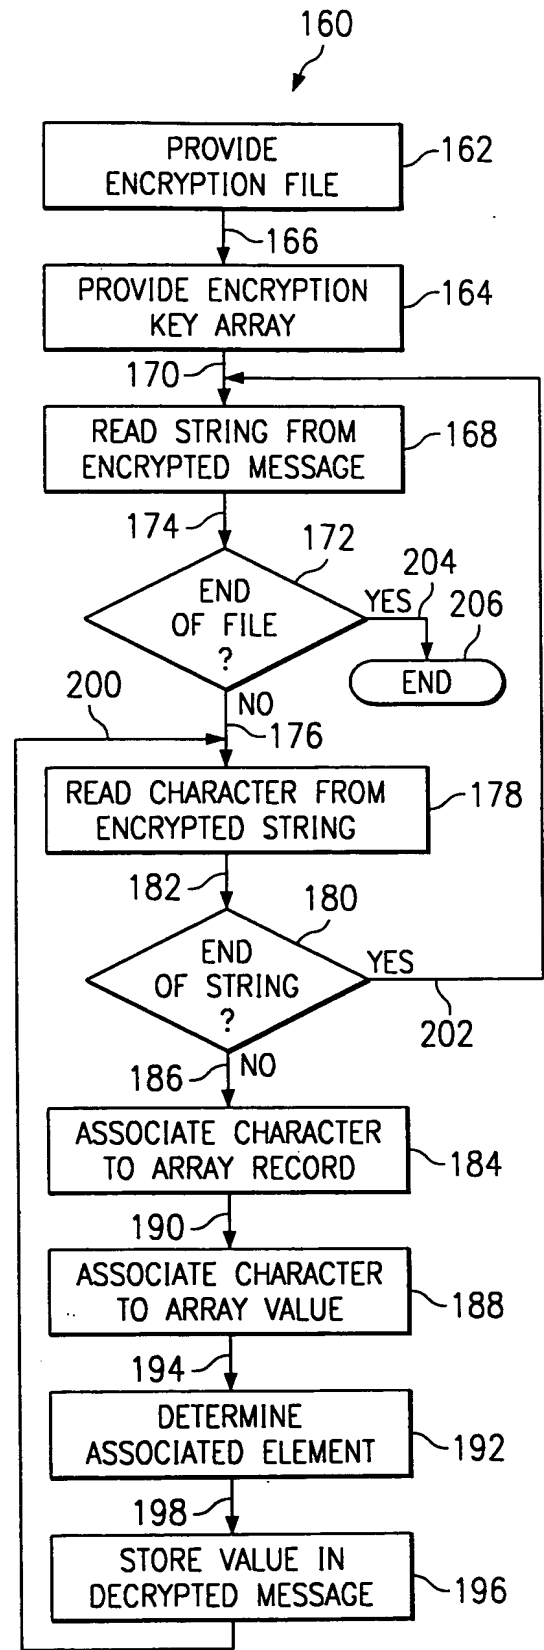 160
PROVIDE
ENCRYPTION FILE
162
166
PROVIDE ENCRYPTION
KEY ARRAY
164
170
READ STRING FROM
ENCRYPTED MESSAGE
168
174
172
END
OF FILE
?
YES
204
206
END
200
NO
176
READ CHARACTER FROM
ENCRYPTED STRING
178
182
180
END
OF STRING
?
YES
202
186
NO
ASSOCIATE CHARACTER
TO ARRAY RECORD
184
190
ASSOCIATE CHARACTER
TO ARRAY VALUE
188
194
DETERMINE
ASSOCIATED ELEMENT
192
198
STORE VALUE IN
DECRYPTED MESSAGE
196